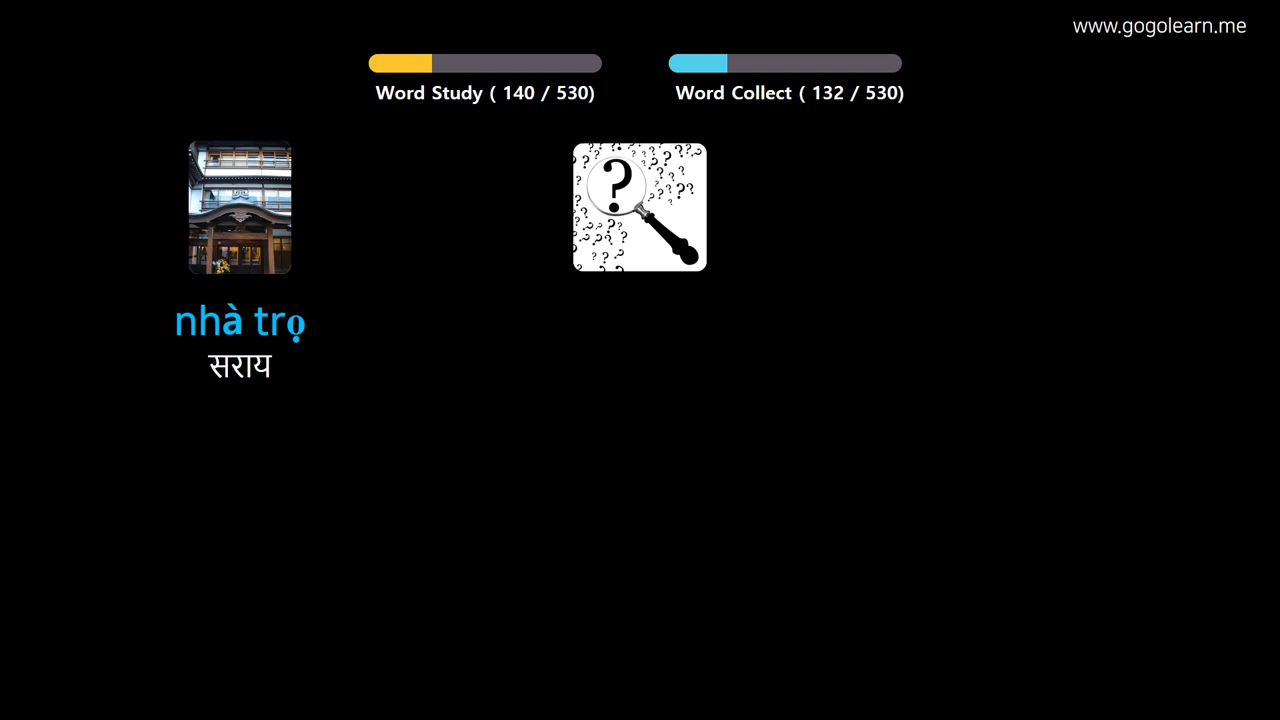 www.gogolearn.me
Word Study ( 140 / 530)
Word Collect ( 132 / 530)
nhà trọ
सराय